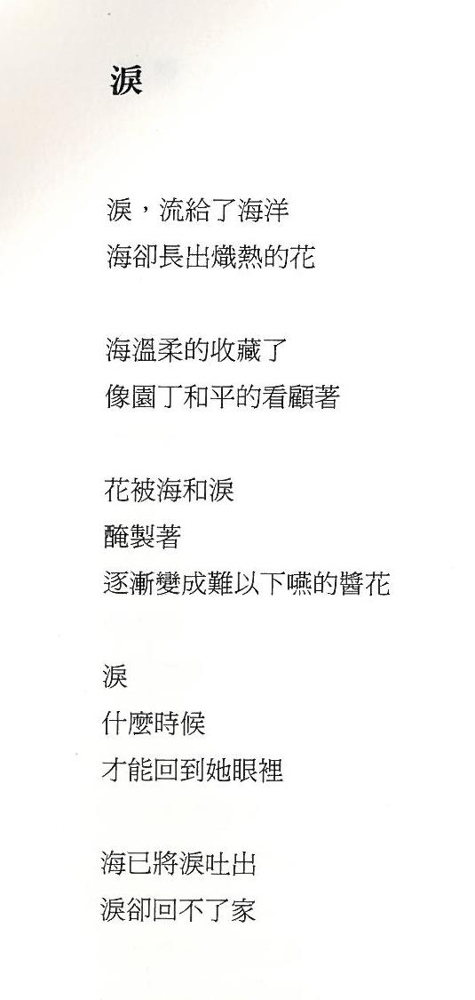 淚
淚，流給了海洋
海卻長出熾熱的花
海溫柔的收藏了
像園丁和平的看顧著
花被海和淚
醃製著
逐漸變成難以下嚥的醬花
淚
什麼時候
才能回到她眼裡
海已將淚吐出
淚卻回不了家